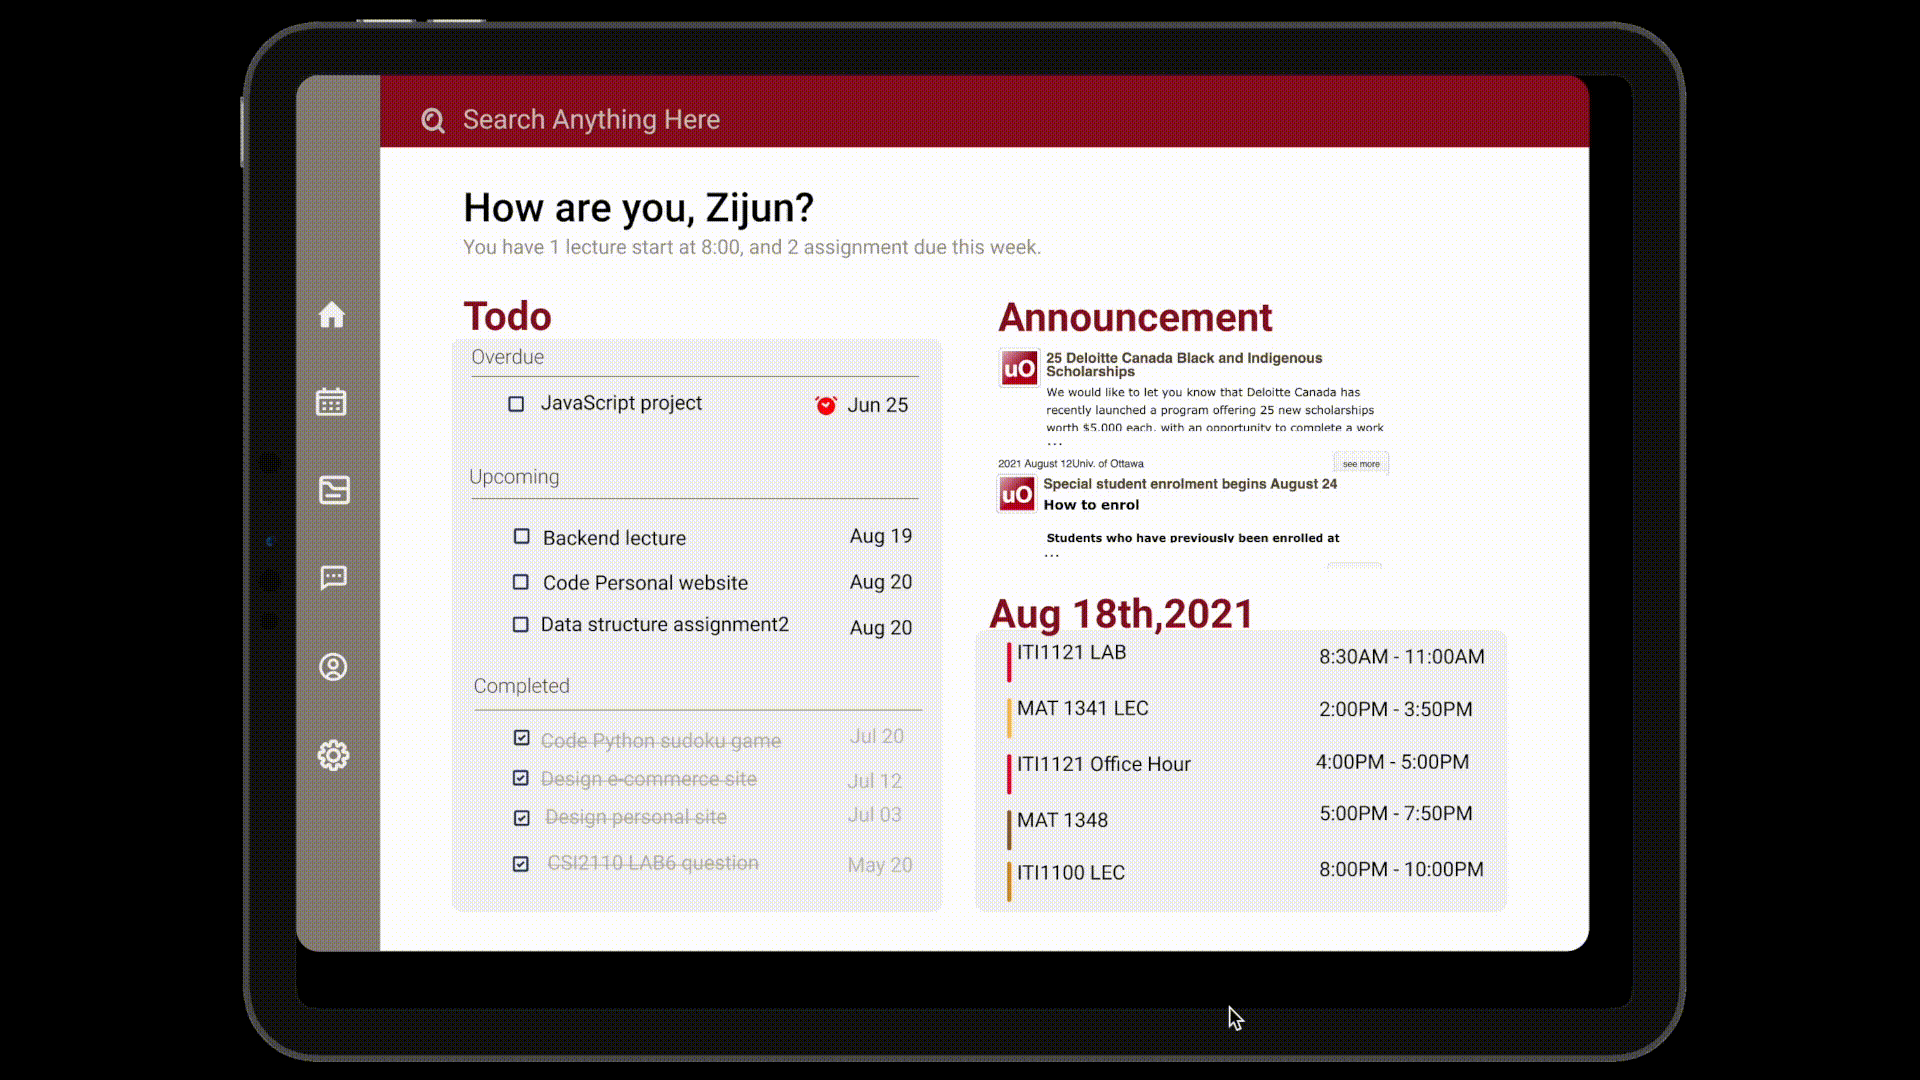 Search Anything Here
How are you, Zijun?
You have 1 lecture start at 8:00, and 2 assignment due this week.
Todo
Overdue
JavaScript project Jun 25
Upcoming
Backend lecture Aug 19
Code Personal website Aug 20
Data structure assignment2 Aug 20
Completed
Code Python sudoku game Jul 20
Design e-commerce site Jul 12
Design personal site Jul 03
CSI2110 LAB6 question May 20
Announcement
uO
25 Deloitte Canada Black and Indigenous
Scholarships
We would like to let you know that Deloitte Canada has
recently launched a program offering 25 new scholarships
worth $5,000 each, with an opportunity to complete a work
...
2021 August 12Univ. of Ottawa see more
uO
Special student enrolment begins August 24
How to enrol
Students who have previously been enrolled at
...
Aug 18th,2021
ITI1121 LAB 8:30AM - 11:00AM
MAT 1341 LEC 2:00PM - 3:50PM
ITI1121 Office Hour 4:00PM - 5:00PM
MAT 1348 5:00PM - 7:50PM
ITI1100 LEC 8:00PM - 10:00PM